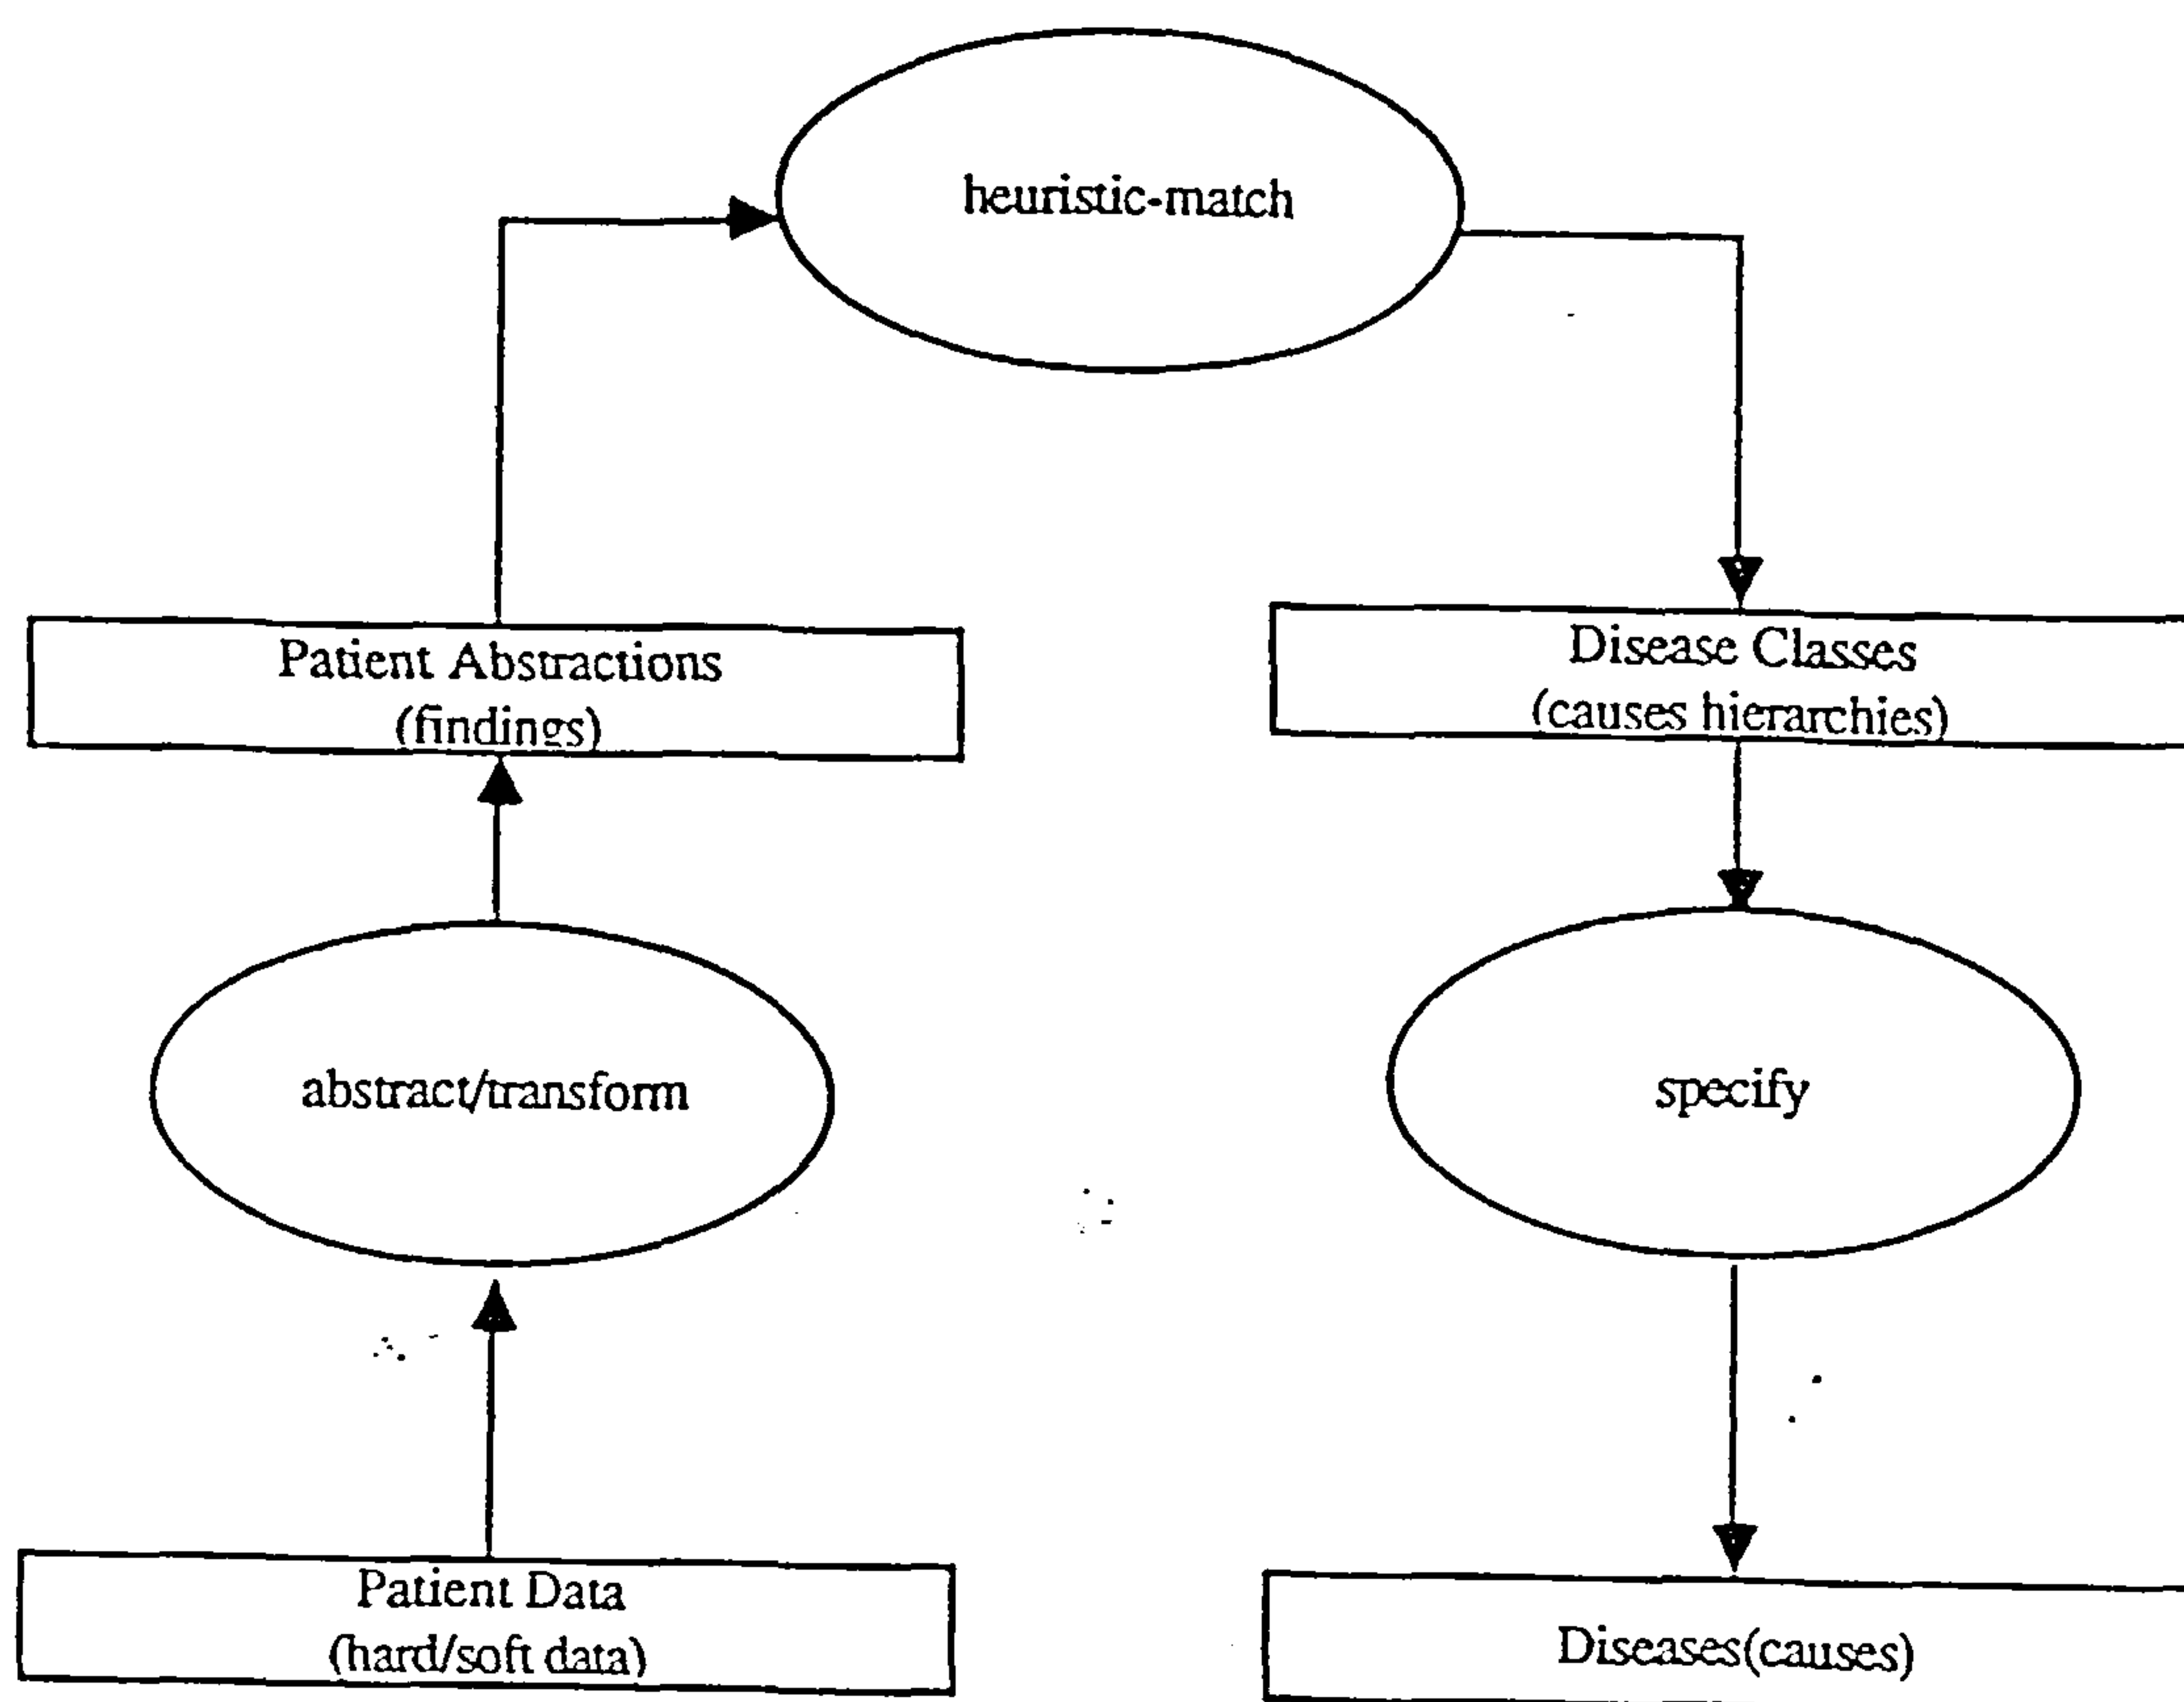 heuristic-match
Patient Abstractions
(findings)
Disease Classes
(causes hierarchies)
abstract/transform
specify
Patient Data
(hard/soft data)
Diseases(causes)